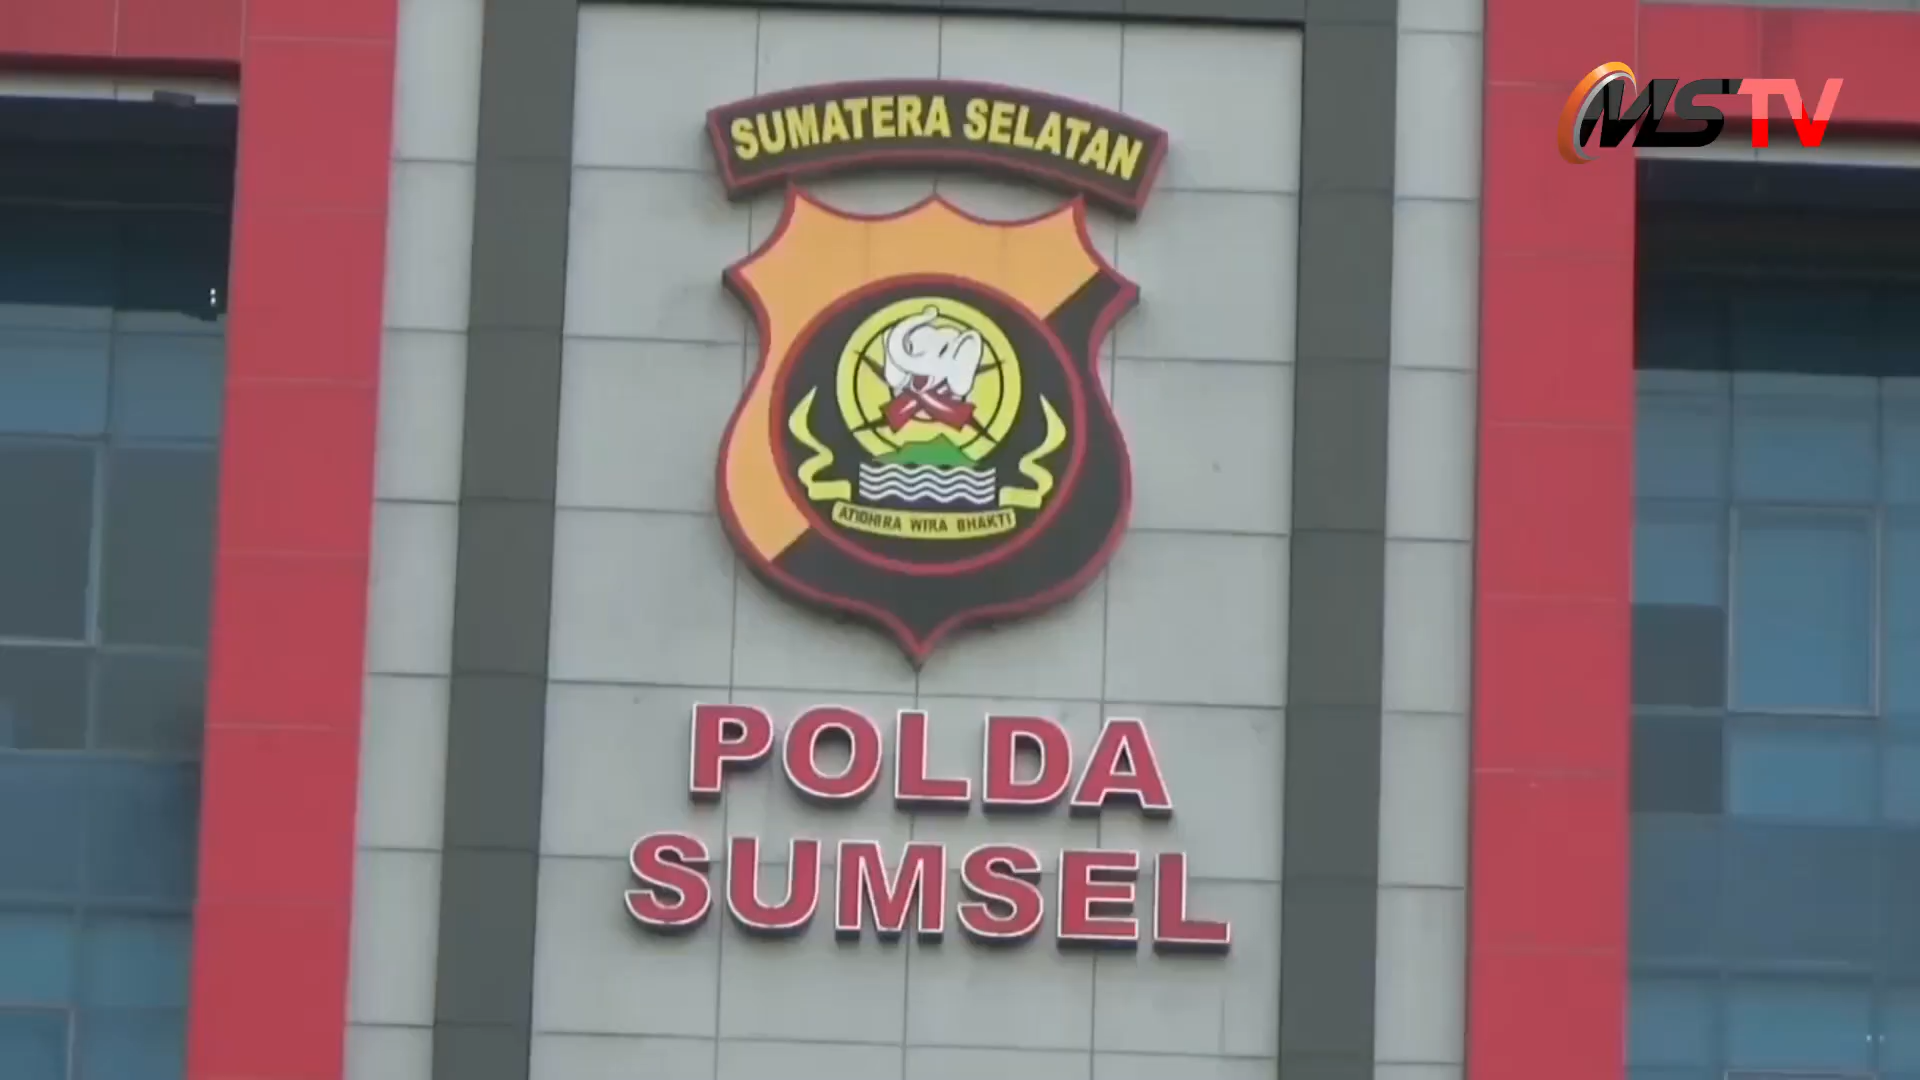 SUMATERA SELATAN
MSTV
ATIDHIRA WIRA BHAKTI
POLDA
SUMSEL